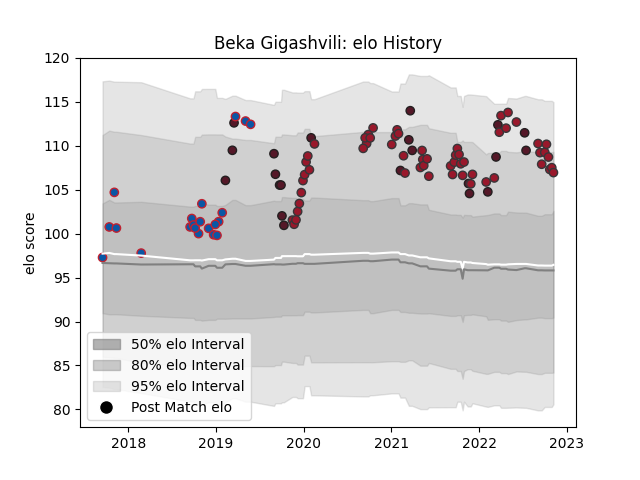 Beka Gigashvili: elo History
elo score
120
115
110
105
100
95
90
85
80
50% elo Interval
80% elo Interval
95% elo Interval
Post Match elo
2018 2019 2020 2021 2022 2023